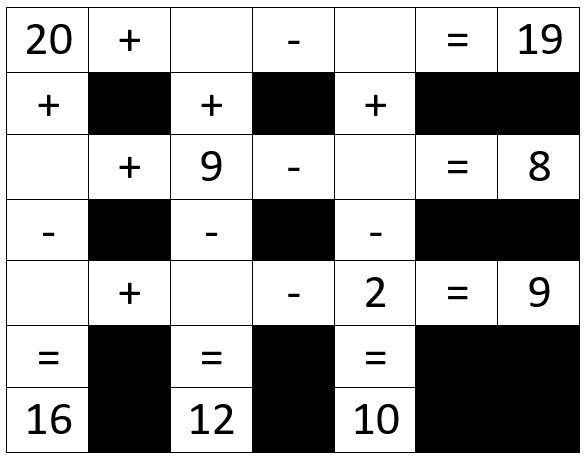 20 + - = 19
+ + +
+ 9 - = 8
- - -
+ - 2 = 9
= = =
16 12 10